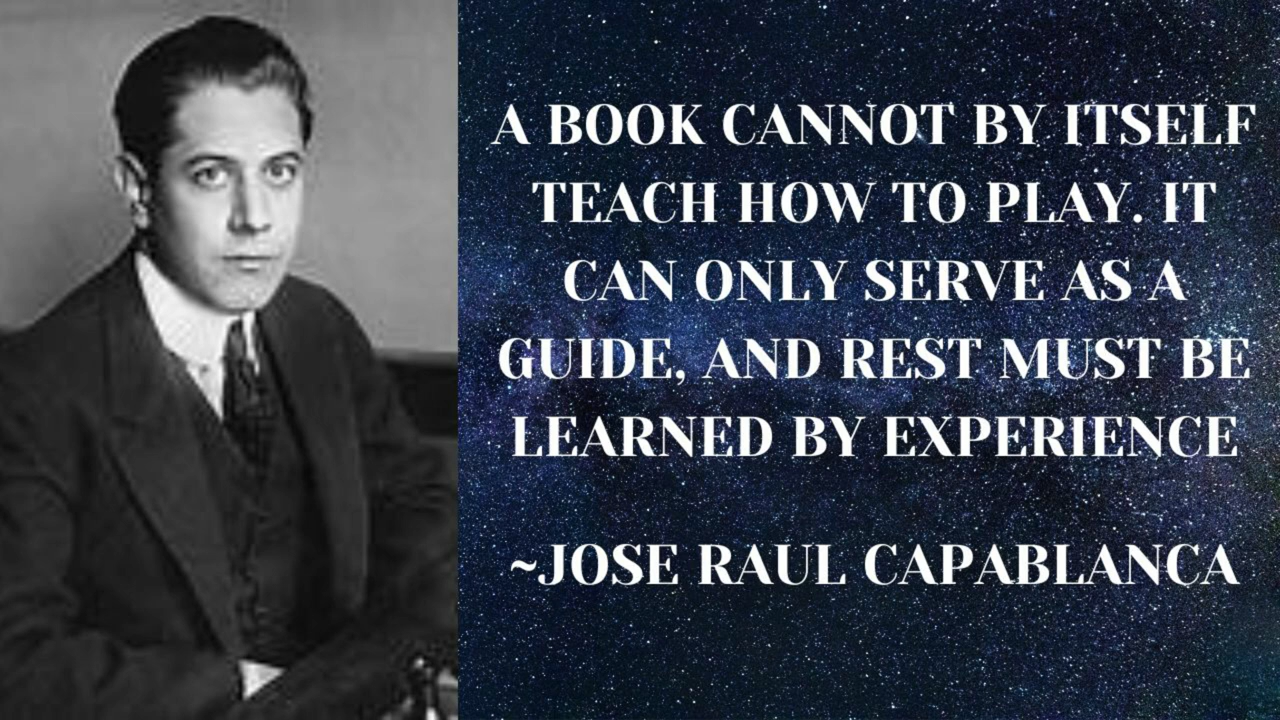 A BOOK CANNOT BY ITSELF
TEACH HOW TO PLAY. IT
CAN ONLY SERVE AS A
GUIDE, AND REST MUST BE
LEARNED BY EXPERIENCE
~JOSE RAUL CAPABLANCA